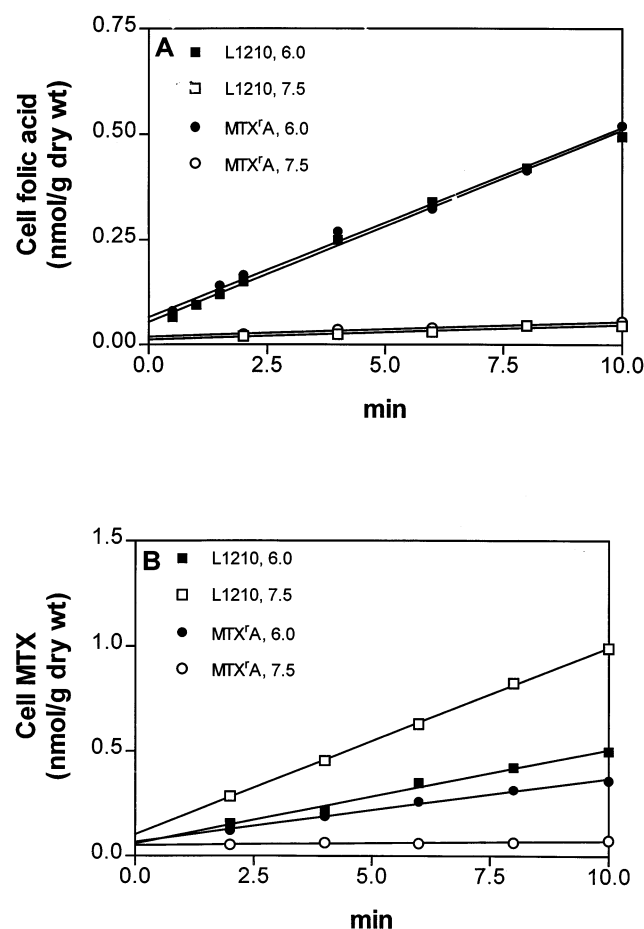 0.75
A
L1210, 6.0
L1210, 7.5
MTXʳA, 6.0
MTXʳA, 7.5
0.50
0.25
0.00
Cell folic acid
(nmol/g dry wt)
0.0 2.5 5.0 7.5 10.0
min
1.5
B
L1210, 6.0
L1210, 7.5
MTXʳA, 6.0
MTXʳA, 7.5
1.0
0.5
0.0
Cell MTX
(nmol/g dry wt)
0.0 2.5 5.0 7.5 10.0
min